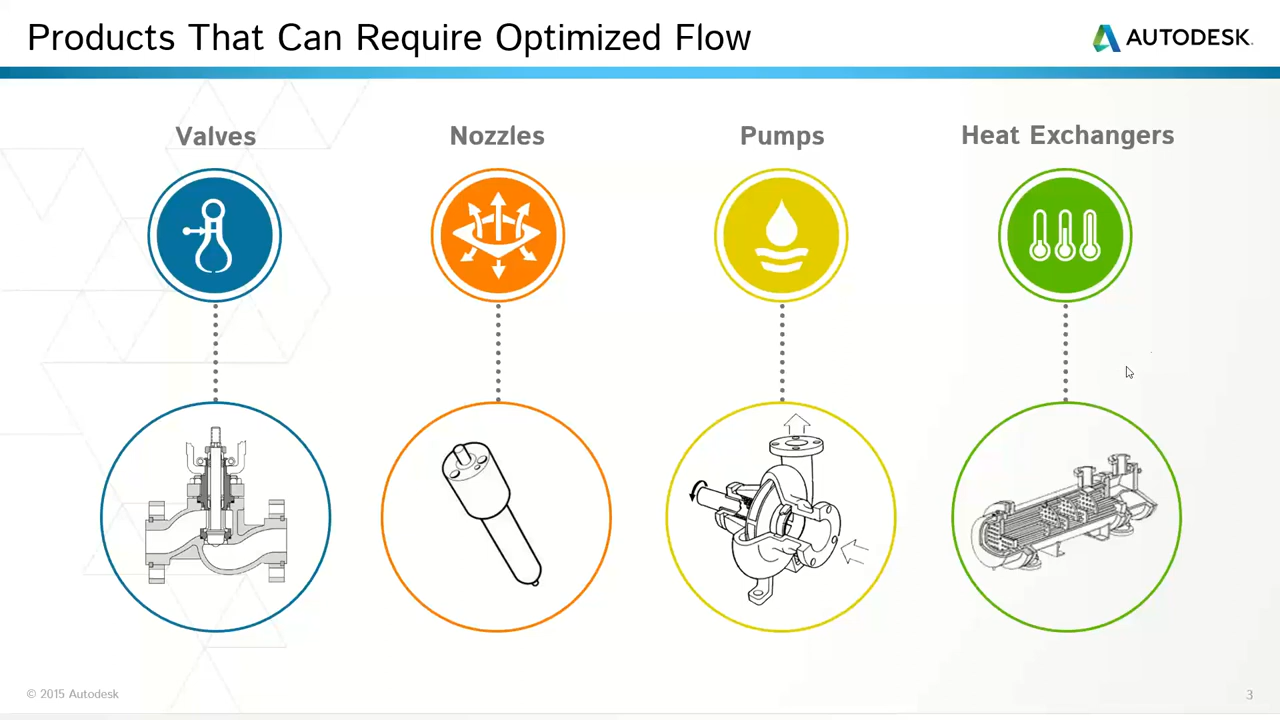 Products That Can Require Optimized Flow
AUTODESK.
Valves
Nozzles
Pumps
Heat Exchangers
© 2015 Autodesk
3